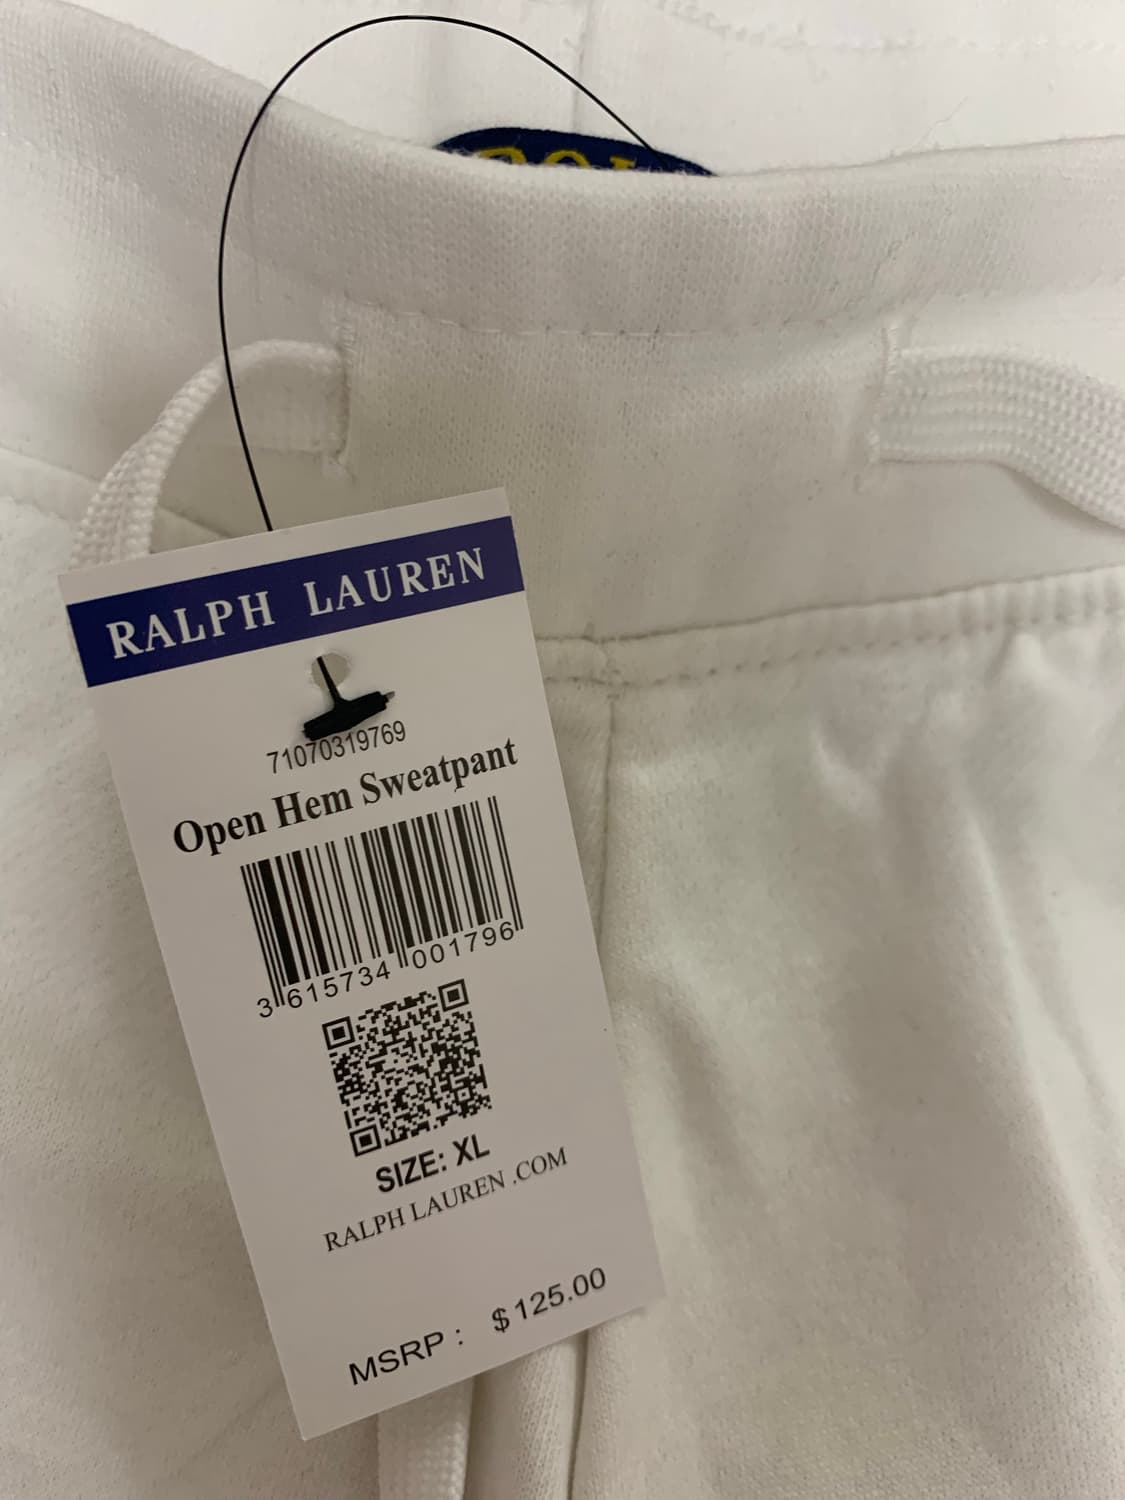 RALPH LAUREN
71070319769
Open Hem Sweatpant
3 615734 001796
SIZE: XL
RALPH LAUREN .COM
MSRP : $125.00